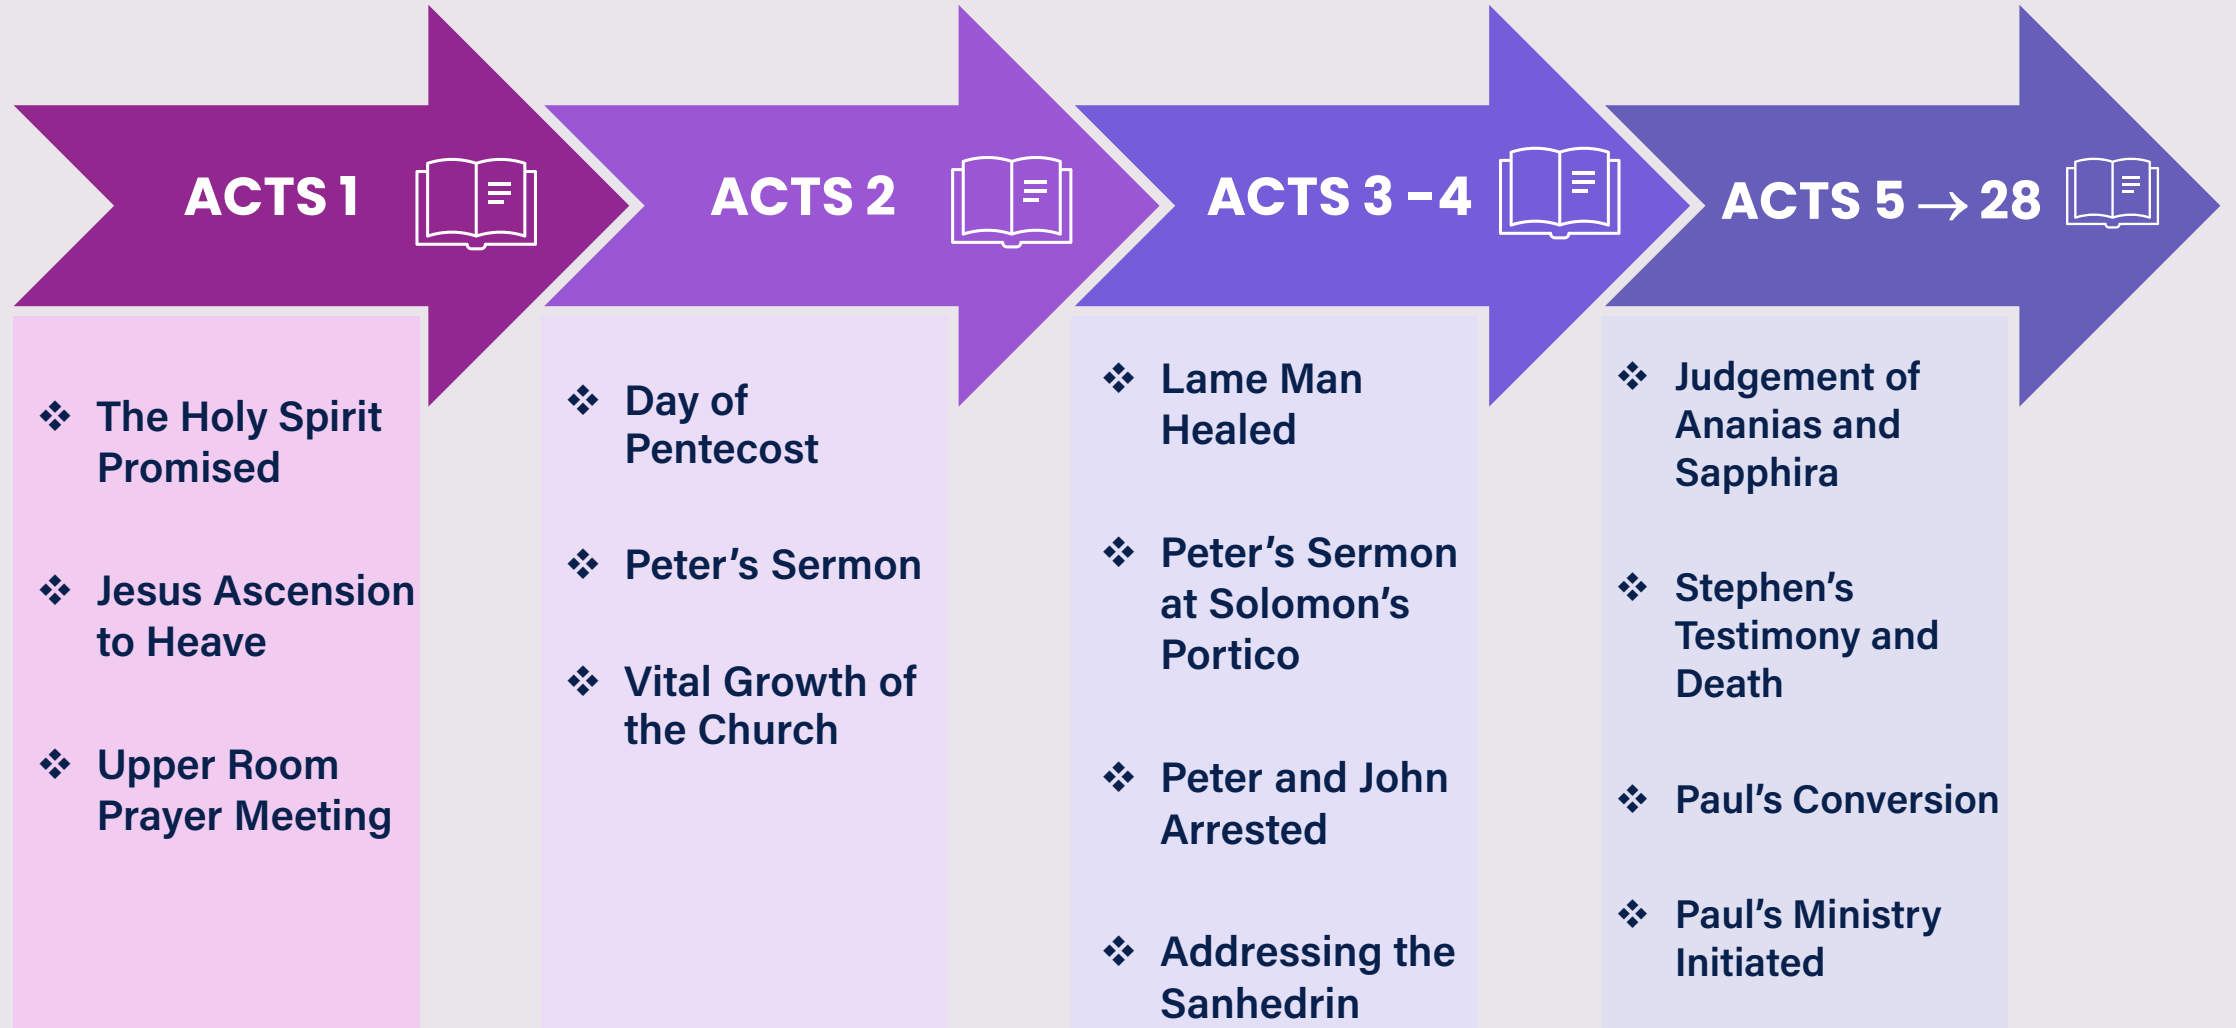 ACTS 1
❖ The Holy Spirit
Promised
❖ Jesus Ascension
to Heave
❖ Upper Room
Prayer Meeting
ACTS 2
❖ Day of
Pentecost
❖ Peter’s Sermon
❖ Vital Growth of
the Church
ACTS 3 -4
❖ Lame Man
Healed
❖ Peter’s Sermon
at Solomon’s
Portico
❖ Peter and John
Arrested
❖ Addressing the
Sanhedrin
ACTS 5 → 28
❖ Judgement of
Ananias and
Sapphira
❖ Stephen’s
Testimony and
Death
❖ Paul’s Conversion
❖ Paul’s Ministry
Initiated